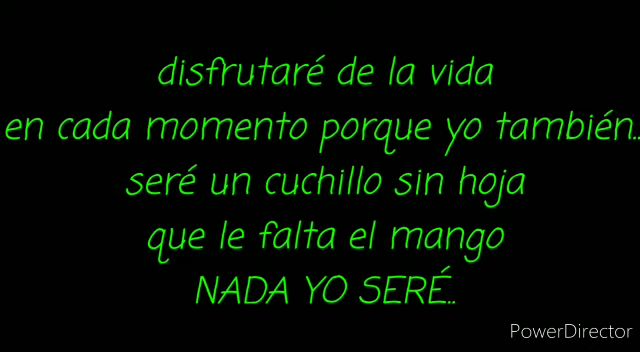 disfrutaré de la vida
en cada momento porque yo también..
seré un cuchillo sin hoja
que le falta el mango
NADA YO SERÉ..
PowerDirector